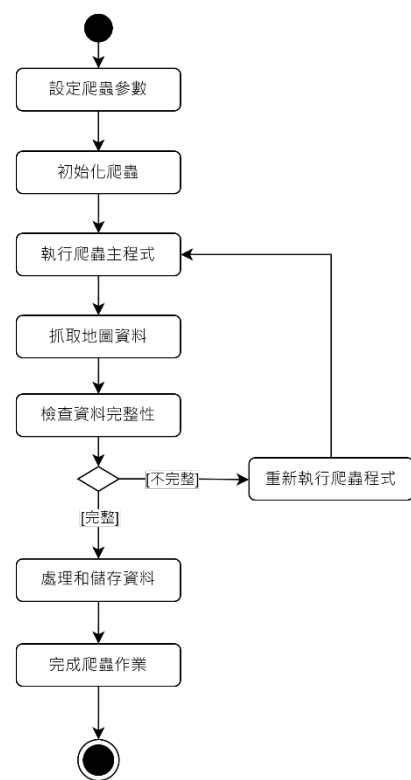 設定爬蟲參數
初始化爬蟲
執行爬蟲主程式
抓取地圖資料
檢查資料完整性
[不完整]
重新執行爬蟲程式
[完整]
處理和儲存資料
完成爬蟲作業